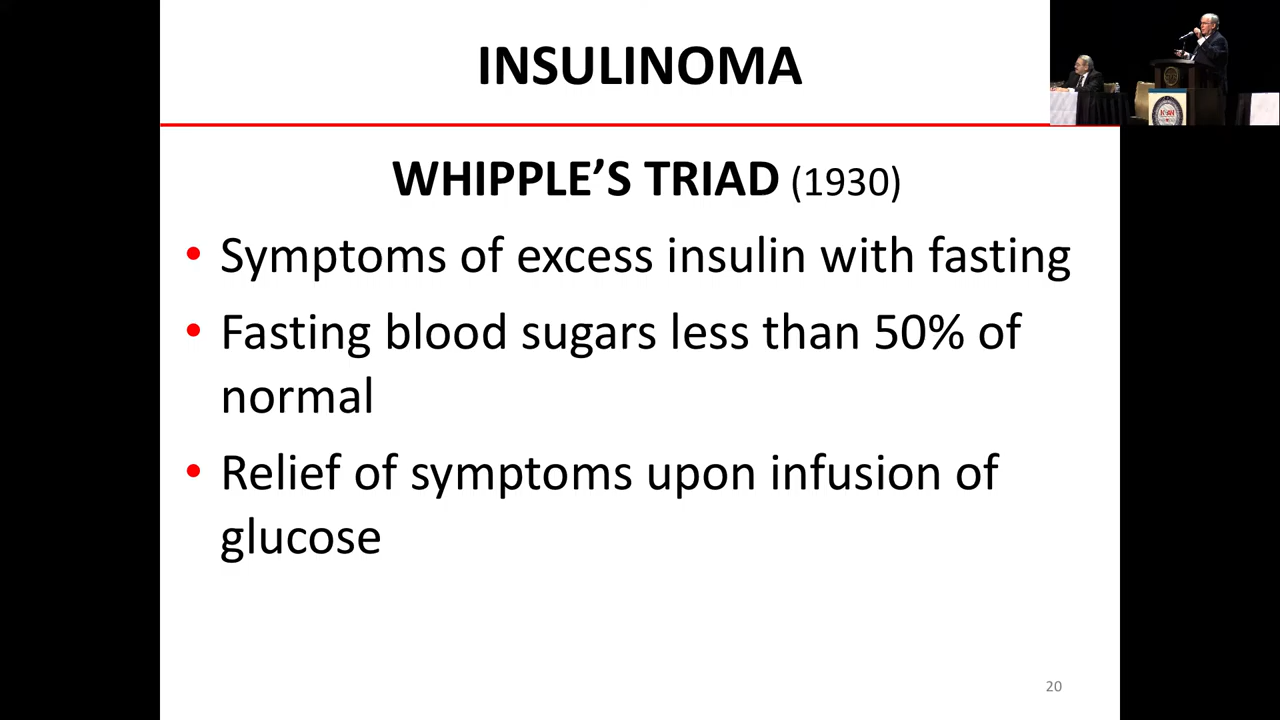 INSULINOMA
WHIPPLE’S TRIAD (1930)
• Symptoms of excess insulin with fasting
• Fasting blood sugars less than 50% of
normal
• Relief of symptoms upon infusion of
glucose
20